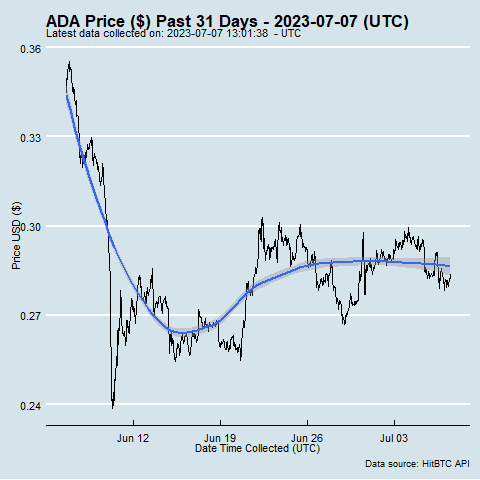 ADA Price ($) Past 31 Days - 2023-07-07 (UTC)
Latest data collected on: 2023-07-07 13:01:38 - UTC
0.36
0.33
0.30
0.27
0.24
Price USD ($)
Jun 12 Jun 19 Jun 26 Jul 03
Date Time Collected (UTC)
Data source: HitBTC API